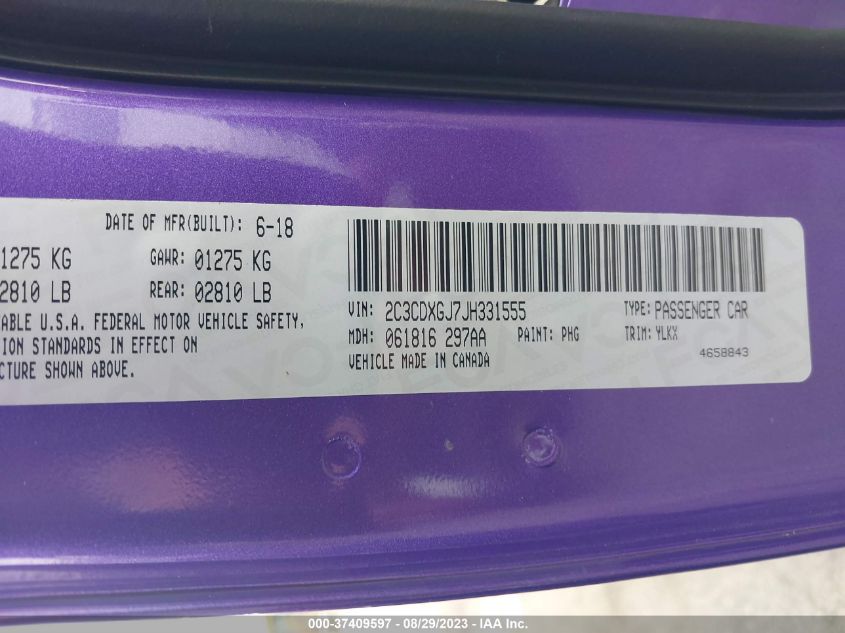 DATE OF MFR(BUILT): 6-18
1275 KG GAWR: 01275 KG
2810 LB REAR: 02810 LB
ABLE U.S.A. FEDERAL MOTOR VEHICLE SAFETY,
ION STANDARDS IN EFFECT ON
CTURE SHOWN ABOVE.
VIN: 2C3CDXGJ7JH331555 TYPE: PASSENGER CAR
MDH: 061816 297AA PAINT: PHG TRIM: YLKX
VEHICLE MADE IN CANADA 4658843
000-37409597 - 08/29/2023 - IAA Inc.